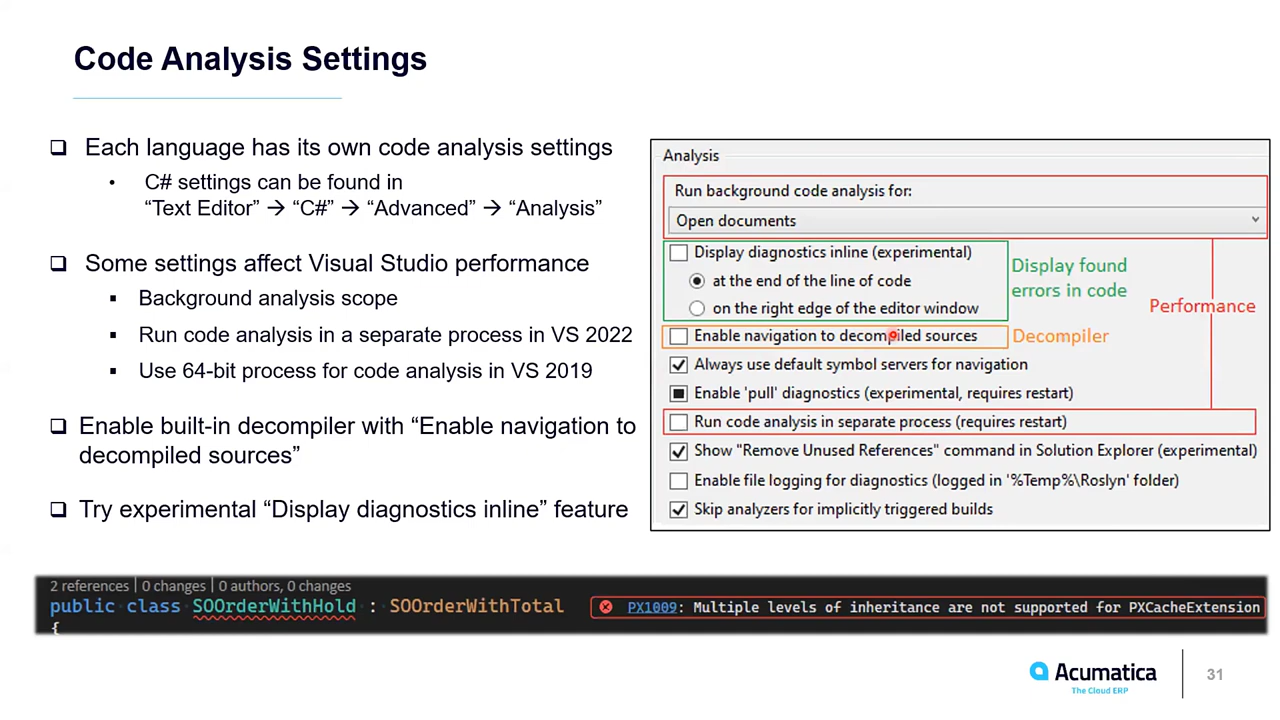 Code Analysis Settings
Each language has its own code analysis settings
C# settings can be found in
“Text Editor” → “C#” → “Advanced” → “Analysis”
Some settings affect Visual Studio performance
Background analysis scope
Run code analysis in a separate process in VS 2022
Use 64-bit process for code analysis in VS 2019
Enable built-in decompiler with “Enable navigation to
decompiled sources”
Try experimental “Display diagnostics inline” feature
Analysis
Run background code analysis for:
Open documents
Display diagnostics inline (experimental)
at the end of the line of code
on the right edge of the editor window
Display found
errors in code
Performance
Enable navigation to decompiled sources
Decompiler
Always use default symbol servers for navigation
Enable 'pull' diagnostics (experimental, requires restart)
Run code analysis in separate process (requires restart)
Show "Remove Unused References" command in Solution Explorer (experimental)
Enable file logging for diagnostics (logged in '%Temp%\Roslyn' folder)
Skip analyzers for implicitly triggered builds
2 references | 0 changes | 0 authors, 0 changes
public class SOOrderWithHold : SOOrderWithTotal
PX1009: Multiple levels of inheritance are not supported for PXCacheExtension
{
Acumatica
The Cloud ERP
31